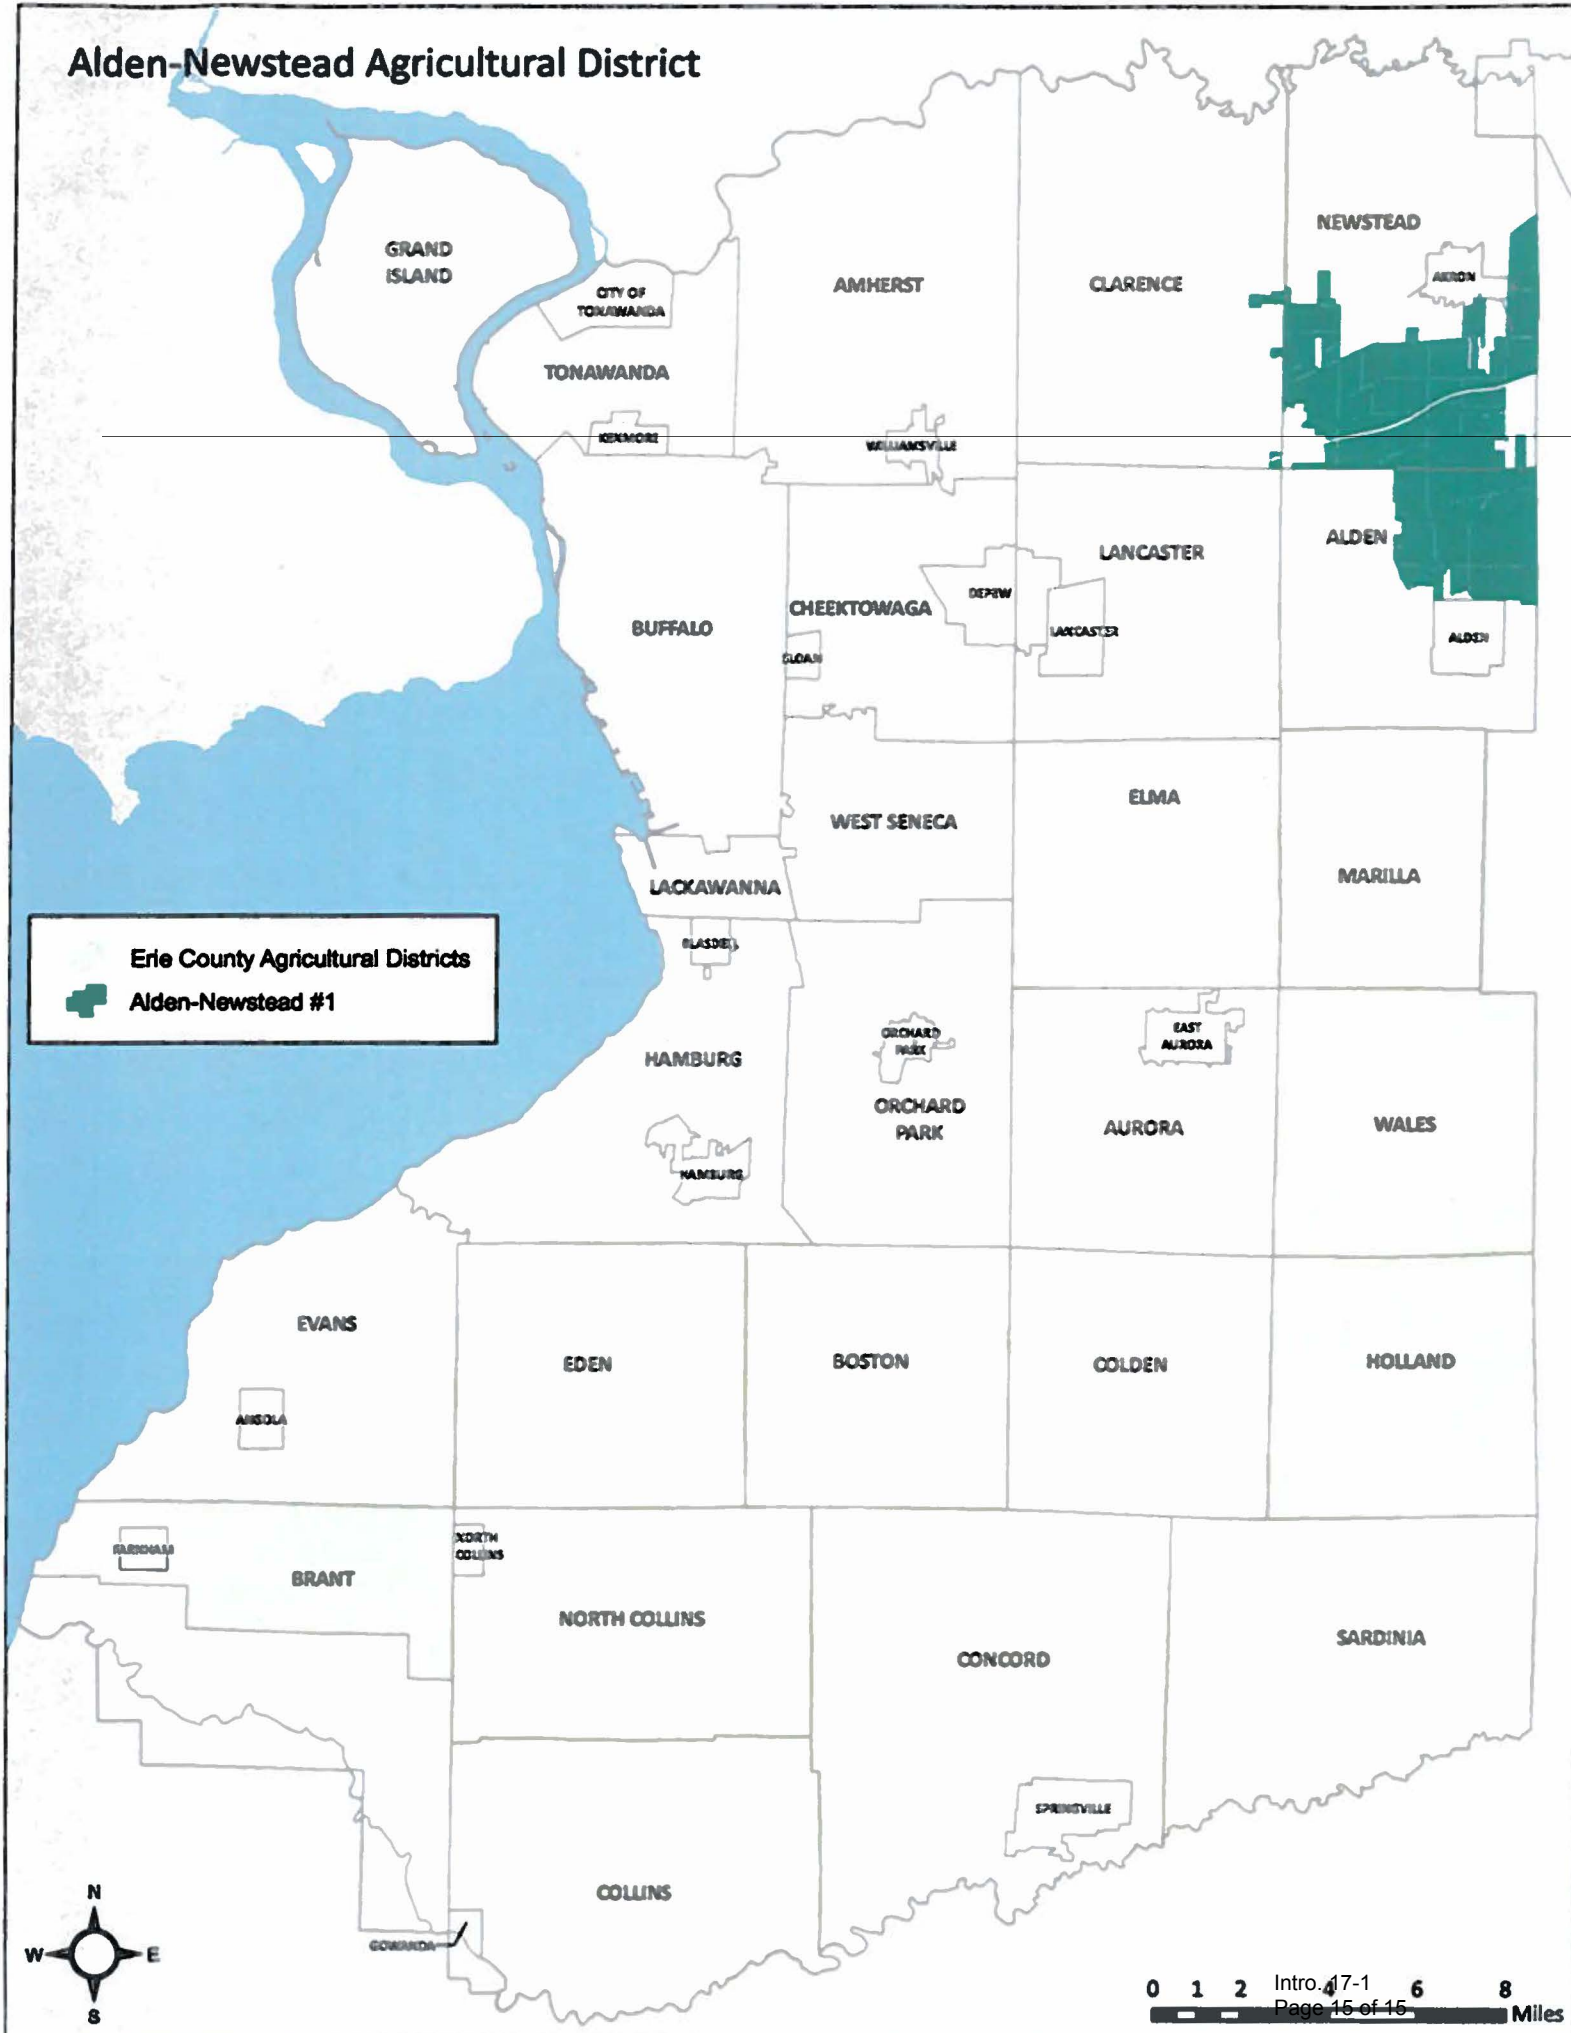 Alden-Newstead Agricultural District
NEWSTEAD
GRAND
ISLAND
AKRON
AMHERST
CLARENCE
CITY OF
TONAWANDA
TONAWANDA
KENMORE
WILLIAMSVILLE
ALDEN
LANCASTER
DEPEW
CHEEKTOWAGA
BUFFALO
LANCASTER
ALDEN
SLOAN
ELMA
WEST SENECA
MARILLA
LACKAWANNA
BLASDELL
Erie County Agricultural Districts
Alden-Newstead #1
ORCHARD
PARK
EAST
AURORA
HAMBURG
ORCHARD
PARK
AURORA
WALES
HAMBURG
EVANS
EDEN
BOSTON
COLDEN
HOLLAND
ANGOLA
NORTH
COLLINS
FARNHAM
BRANT
NORTH COLLINS
SARDINIA
CONCORD
SPRINGVILLE
COLLINS
N
W E
S
GOWANDA
0 1 2 4 6 8
Miles
Intro. 17-1
Page 15 of 15